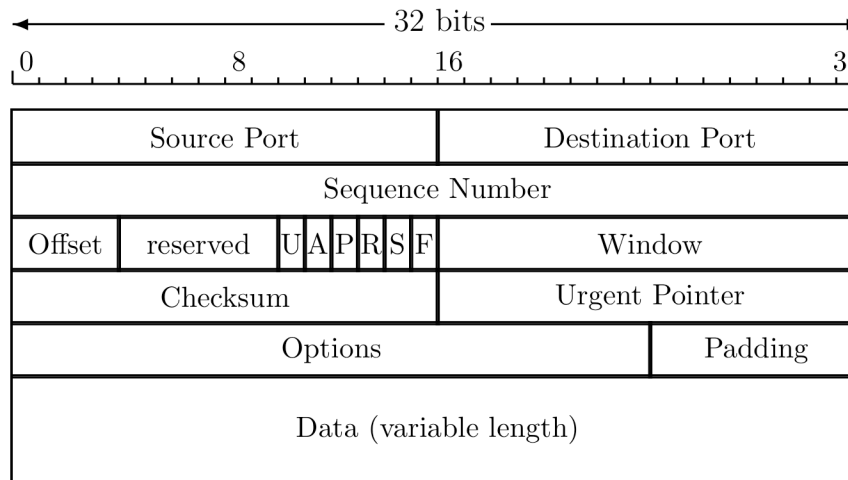 32 bits
0 8 16 3
Source Port Destination Port
Sequence Number
Offset reserved U A P R S F Window
Checksum Urgent Pointer
Options Padding
Data (variable length)